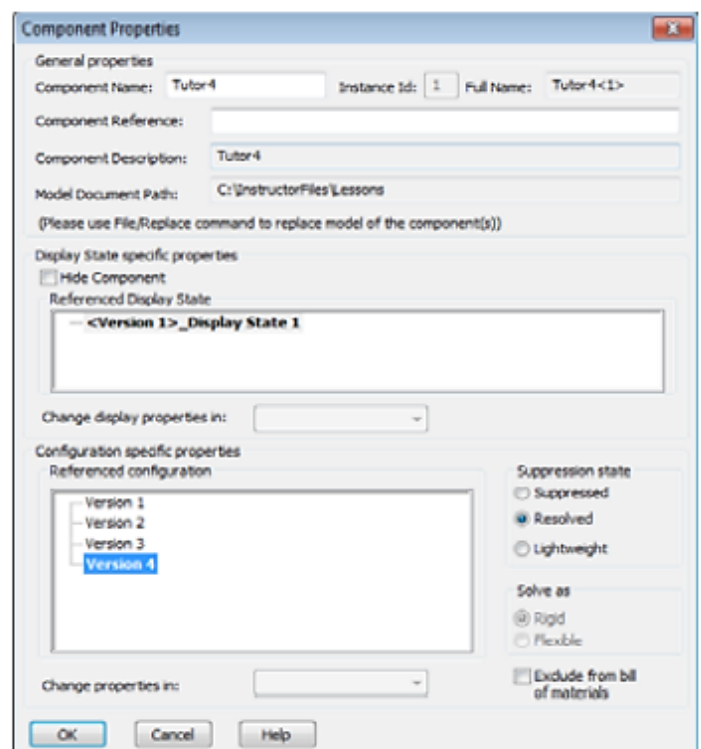 Component Properties
General properties
Component Name: Tutor4 Instance Id: 1 Full Name: Tutor4<1>
Component Reference:
Component Description: Tutor4
Model Document Path: C:\InstructorFiles\Lessons
(Please use File/Replace command to replace model of the component(s))
Display State specific properties
Hide Component
Referenced Display State
<Version 1>_Display State 1
Change display properties in:
Configuration specific properties
Referenced configuration
Version 1
Version 2
Version 3
Version 4
Suppression state
Suppressed
Resolved
Lightweight
Solve as
Rigid
Flexible
Change properties in:
Exclude from bill
of materials
OK Cancel Help